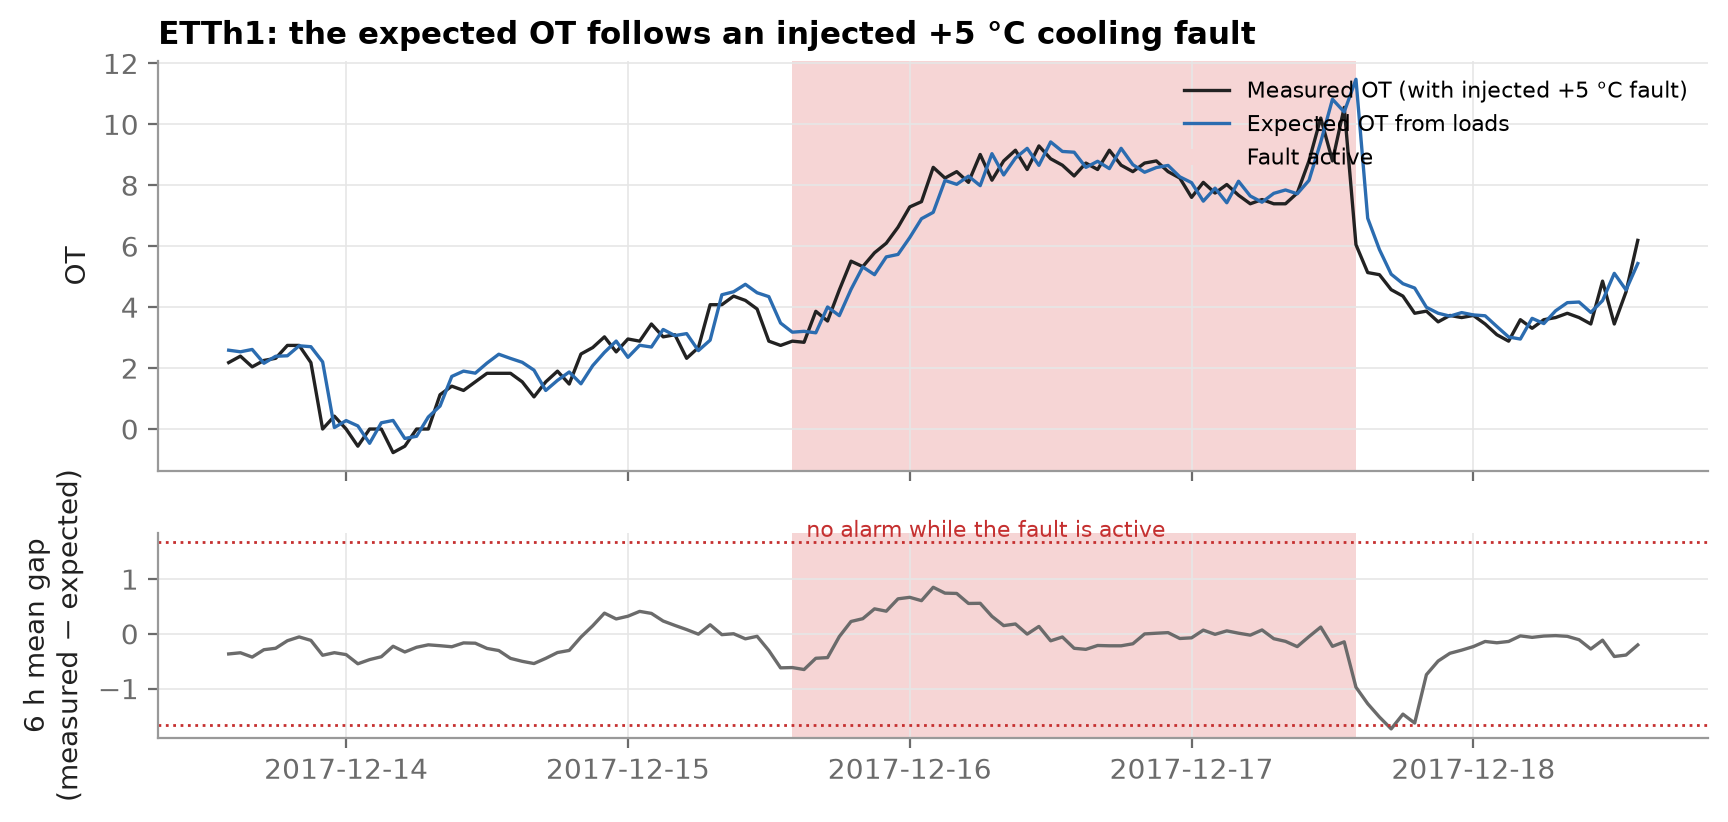 ETTh1: the expected OT follows an injected +5 °C cooling fault
12
10
8
6
4
2
0
OT
Measured OT (with injected +5 °C fault)
Expected OT from loads
Fault active
no alarm while the fault is active
1
0
−1
6 h mean gap
(measured − expected)
2017-12-14
2017-12-15
2017-12-16
2017-12-17
2017-12-18